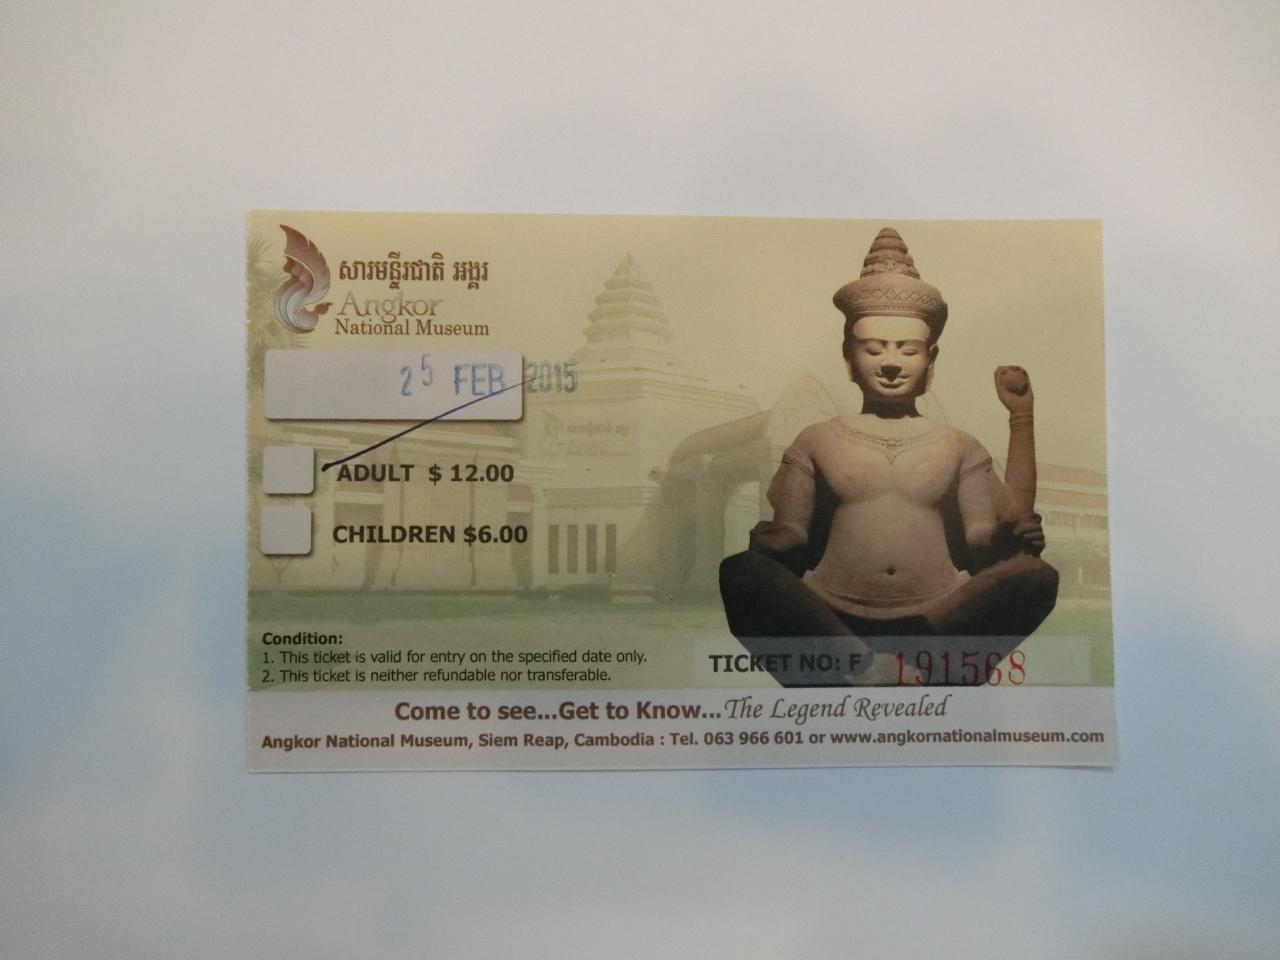 សារមន្ទីរជាតិ អង្គរ
Angkor
National Museum
25 FEB 2015
ADULT $ 12.00
CHILDREN $6.00
Condition:
1. This ticket is valid for entry on the specified date only.
2. This ticket is neither refundable nor transferable.
TICKET NO: F 191568
Come to see...Get to Know...The Legend Revealed
Angkor National Museum, Siem Reap, Cambodia : Tel. 063 966 601 or www.angkornationalmuseum.com